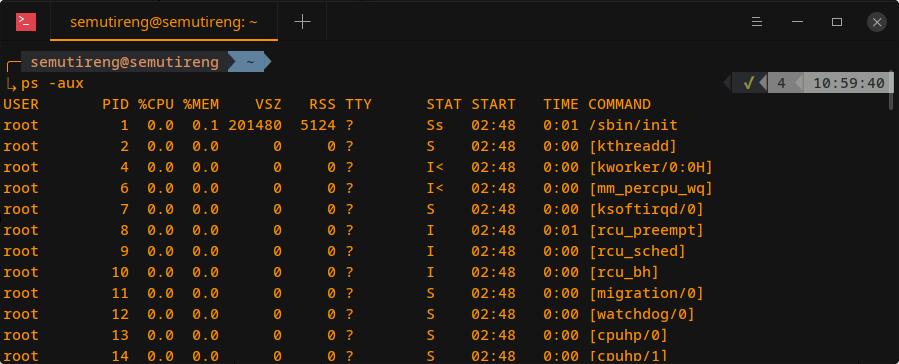 semutireng@semutireng: ~
semutireng@semutireng ~
ps -aux
✓ 4 10:59:40
USER PID %CPU %MEM VSZ RSS TTY STAT START TIME COMMAND
root 1 0.0 0.1 201480 5124 ? Ss 02:48 0:01 /sbin/init
root 2 0.0 0.0 0 0 ? S 02:48 0:00 [kthreadd]
root 4 0.0 0.0 0 0 ? I< 02:48 0:00 [kworker/0:0H]
root 6 0.0 0.0 0 0 ? I< 02:48 0:00 [mm_percpu_wq]
root 7 0.0 0.0 0 0 ? S 02:48 0:00 [ksoftirqd/0]
root 8 0.0 0.0 0 0 ? I 02:48 0:01 [rcu_preempt]
root 9 0.0 0.0 0 0 ? I 02:48 0:00 [rcu_sched]
root 10 0.0 0.0 0 0 ? I 02:48 0:00 [rcu_bh]
root 11 0.0 0.0 0 0 ? S 02:48 0:00 [migration/0]
root 12 0.0 0.0 0 0 ? S 02:48 0:00 [watchdog/0]
root 13 0.0 0.0 0 0 ? S 02:48 0:00 [cpuhp/0]
root 14 0.0 0.0 0 0 ? S 02:48 0:00 [cpuhp/1]